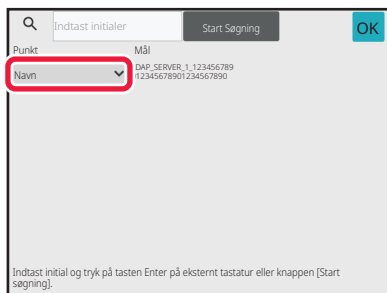 Indtast initialer
Start Søgning
OK
Punkt
Mål
Navn
DAP_SERVER_1_123456789
12345678901234567890
Indtast initial og tryk på tasten Enter på eksternt tastatur eller knappen [Start
søgning].